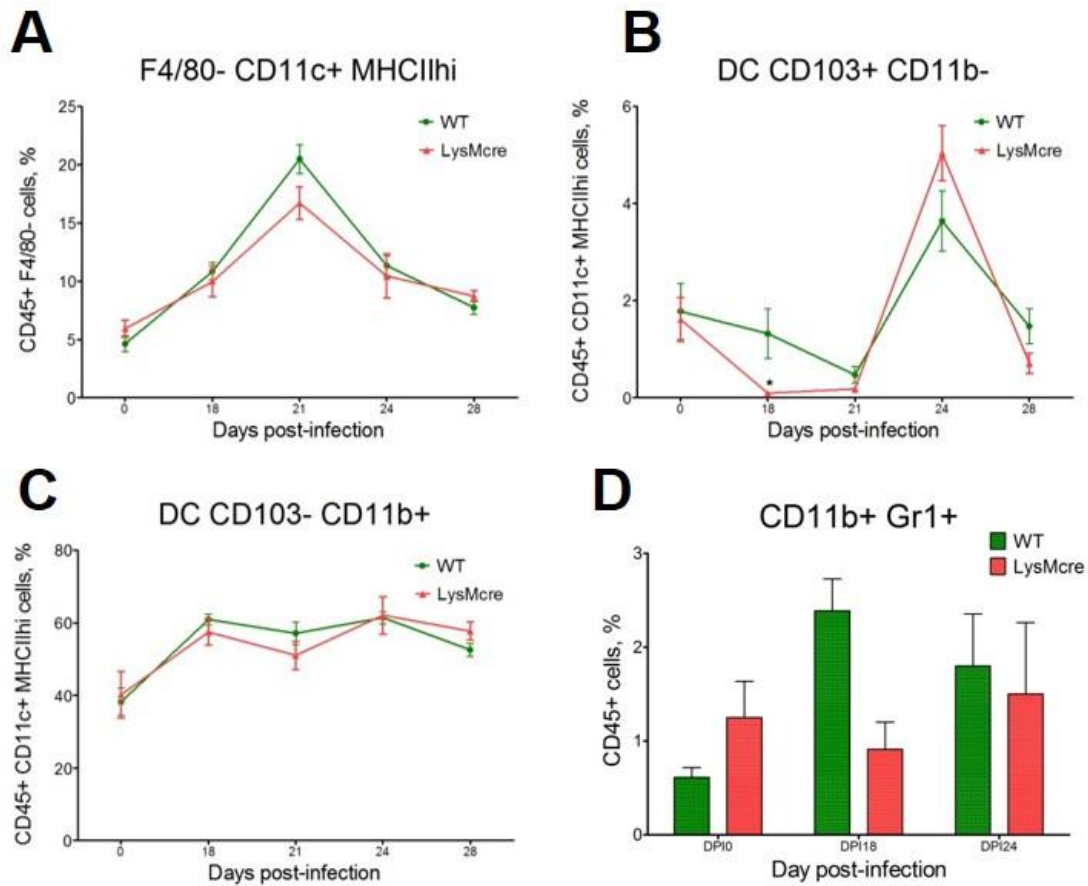 A
F4/80- CD11c+ MHCIIhi
CD45+ F4/80- cells, %
25
20
15
10
5
0
WT
LysMcre
0 18 21 24 28
Days post-infection
B
DC CD103+ CD11b-
CD45+ CD11c+ MHCIIhi cells, %
6
4
2
0
WT
LysMcre
*
0 18 21 24 28
Days post-infection
C
DC CD103- CD11b+
CD45+ CD11c+ MHCIIhi cells, %
80
60
40
20
0
WT
LysMcre
0 18 21 24 28
Days post-infection
D
CD11b+ Gr1+
CD45+ cells, %
3
2
1
0
WT
LysMcre
DPI0 DPI18 DPI24
Day post-infection